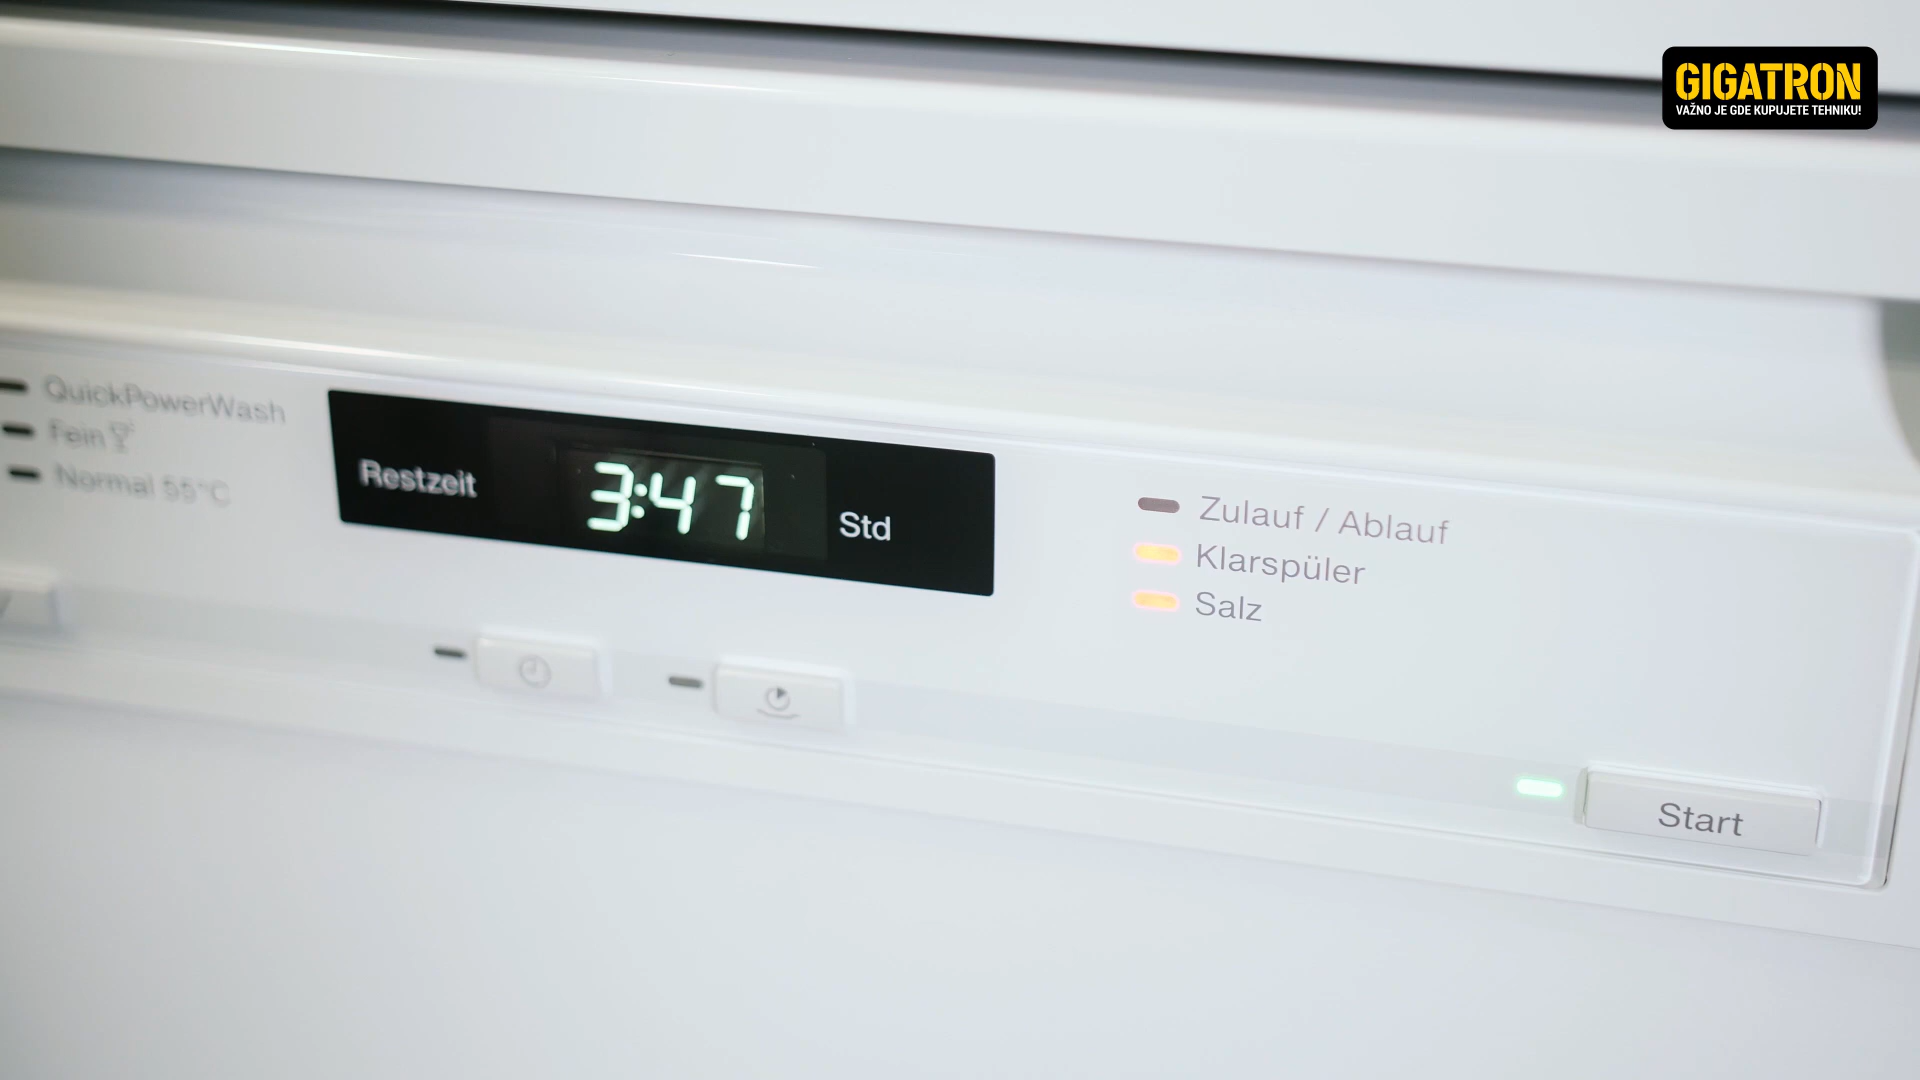 GIGATRON
VAŽNO JE GDE KUPUJETE TEHNIKU!
QuickPowerWash
Fein
Normal 55°C
Restzeit 3:47 Std
Zulauf / Ablauf
Klarspüler
Salz
Start